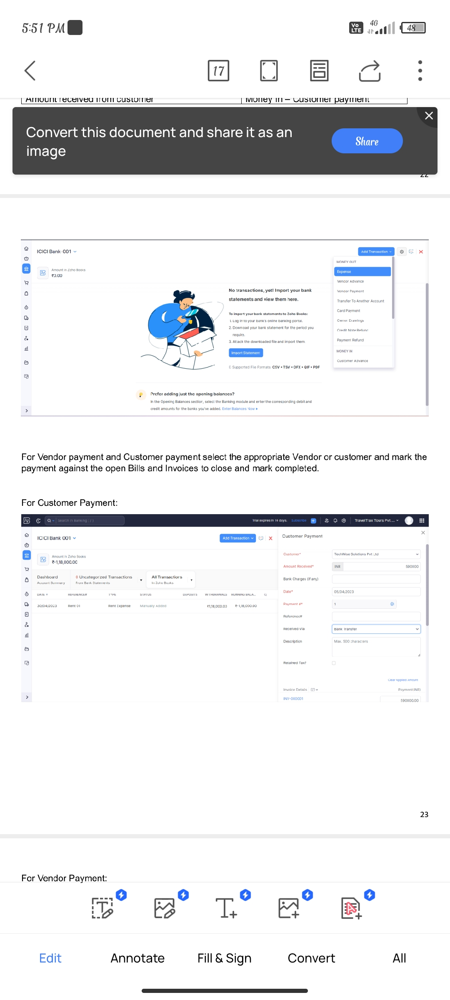 5:51 PM
Vo LTE
4G
48
17
Amount received from customer
Money in – Customer payment
Convert this document and share it as an
image
Share
22
ICICI Bank-001
Add Transaction
Amount in Zoho Books
₹0.00
MONEY OUT
Expense
Vendor Advance
Vendor Payment
Transfer To Another Account
Card Payment
Owner Drawings
Credit Note Refund
Payment Refund
MONEY IN
Customer Advance
No transactions, yet! Import your bank
statements and view them here.
To import your bank statements to Zoho Books:
1. Log in to your bank's online banking portal.
2. Download your bank statement for the period you
require.
3. Attach the downloaded file and import them.
Import Statement
Supported File Formats: CSV • TSV • OFX • QIF • PDF
Prefer adding just the opening balances?
In the Opening Balances section, select the Banking module and enter the corresponding debit and
credit amounts for the banks you've added. Enter Balances Now
For Vendor payment and Customer payment select the appropriate Vendor or customer and mark the
payment against the open Bills and Invoices to close and mark completed.
For Customer Payment:
Search in Banking ( / )
Trial expires in 14 days.
Subscribe
TravelTrax Tours Pvt ...
ICICI Bank 001
Add Transaction
Amount in Zoho Books
₹-1,18,000.00
Dashboard
Account Summary
0 Uncategorized Transactions
From Bank Statements
All Transactions
In Zoho Books
DATE REFERENCE# TYPE STATUS DEPOSITS WITHDRAWALS RUNNING BALA...
30/04/2023 Rent 01 Rent Expense Manually Added ₹1,18,000.00 ₹-1,18,000.00
Customer Payment
Customer* TechWise Solutions Pvt Ltd
Amount Received* INR 590000
Bank Charges (if any)
Date* 05/04/2023
Payment #* 1
Reference#
Received Via Bank Transfer
Description Max. 500 characters
Retained Tax?
Clear Applied Amount
Invoice Details Payment(INR)
INV-000001 590000.00
23
For Vendor Payment:
Edit
Annotate
Fill & Sign
Convert
All